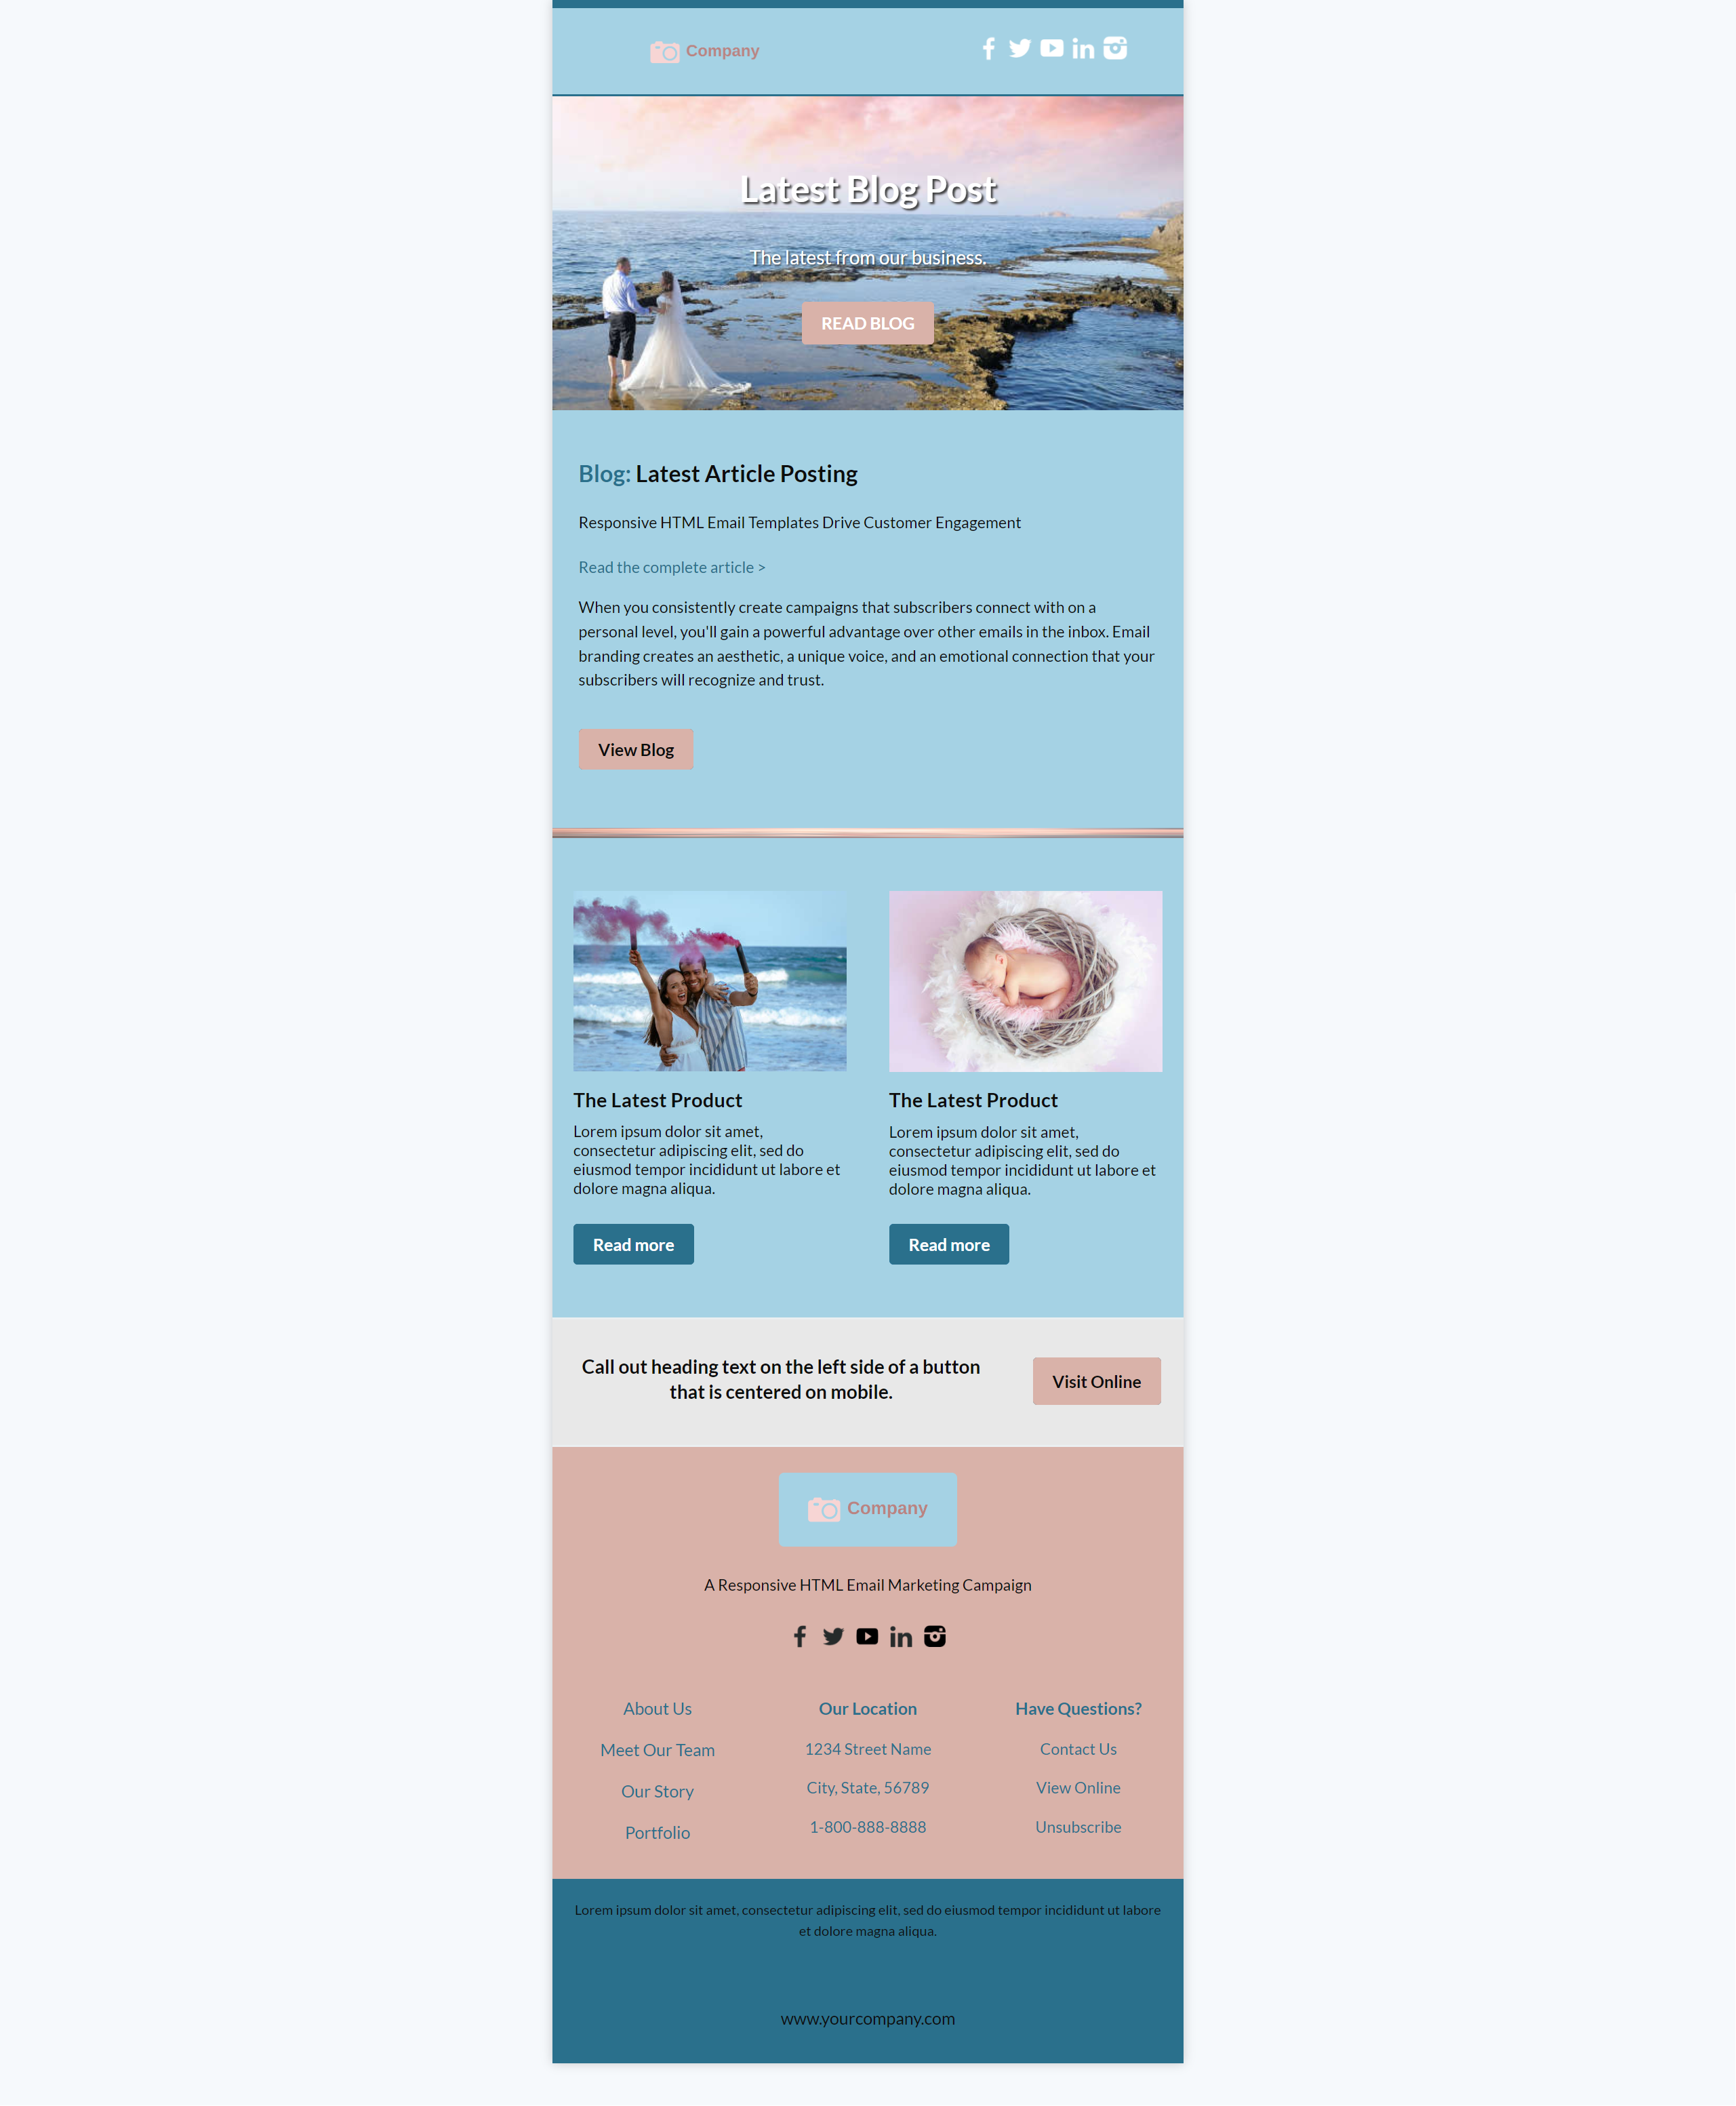 Company
Latest Blog Post
The latest from our business.
READ BLOG
Blog: Latest Article Posting
Responsive HTML Email Templates Drive Customer Engagement
Read the complete article >
When you consistently create campaigns that subscribers connect with on a
personal level, you'll gain a powerful advantage over other emails in the inbox. Email
branding creates an aesthetic, a unique voice, and an emotional connection that your
subscribers will recognize and trust.
View Blog
The Latest Product
Lorem ipsum dolor sit amet,
consectetur adipiscing elit, sed do
eiusmod tempor incididunt ut labore et
dolore magna aliqua.
Read more
The Latest Product
Lorem ipsum dolor sit amet,
consectetur adipiscing elit, sed do
eiusmod tempor incididunt ut labore et
dolore magna aliqua.
Read more
Call out heading text on the left side of a button
that is centered on mobile.
Visit Online
Company
A Responsive HTML Email Marketing Campaign
About Us
Meet Our Team
Our Story
Portfolio
Our Location
1234 Street Name
City, State, 56789
1-800-888-8888
Have Questions?
Contact Us
View Online
Unsubscribe
Lorem ipsum dolor sit amet, consectetur adipiscing elit, sed do eiusmod tempor incididunt ut labore
et dolore magna aliqua.
www.yourcompany.com